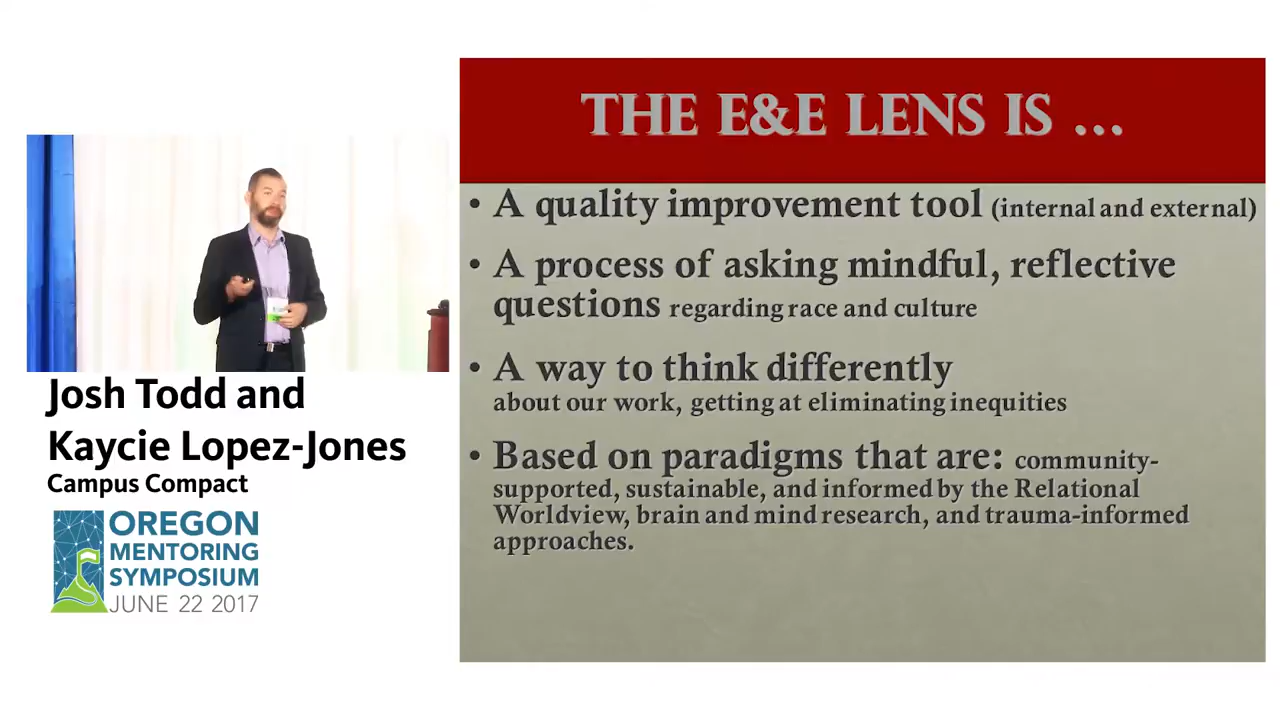 Josh Todd and
Kaycie Lopez-Jones
Campus Compact
OREGON
MENTORING
SYMPOSIUM
JUNE 22 2017
THE E&E LENS IS ...
• A quality improvement tool (internal and external)
• A process of asking mindful, reflective
questions regarding race and culture
• A way to think differently
about our work, getting at eliminating inequities
• Based on paradigms that are: community-
supported, sustainable, and informed by the Relational
Worldview, brain and mind research, and trauma-informed
approaches.